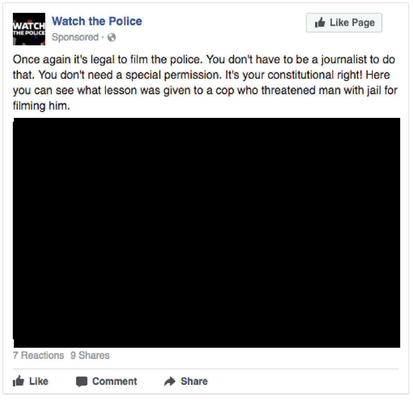 WATCH
THE POLICE
Watch the Police
Sponsored ·
Like Page
Once again it's legal to film the police. You don't have to be a journalist to do
that. You don't need a special permission. It's your constitutional right! Here
you can see what lesson was given to a cop who threatened man with jail for
filming him.
7 Reactions 9 Shares
Like Comment Share